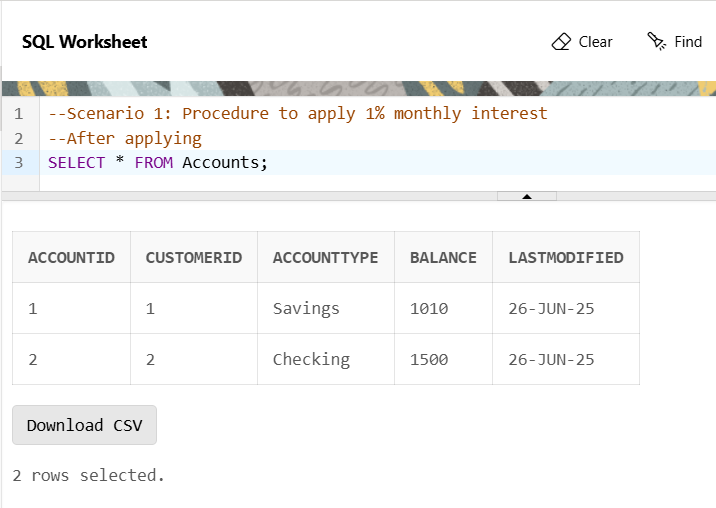 SQL Worksheet
Clear
Find
1 --Scenario 1: Procedure to apply 1% monthly interest
2 --After applying
3 SELECT * FROM Accounts;
ACCOUNTID CUSTOMERID ACCOUNTTYPE BALANCE LASTMODIFIED
1 1 Savings 1010 26-JUN-25
2 2 Checking 1500 26-JUN-25
Download CSV
2 rows selected.